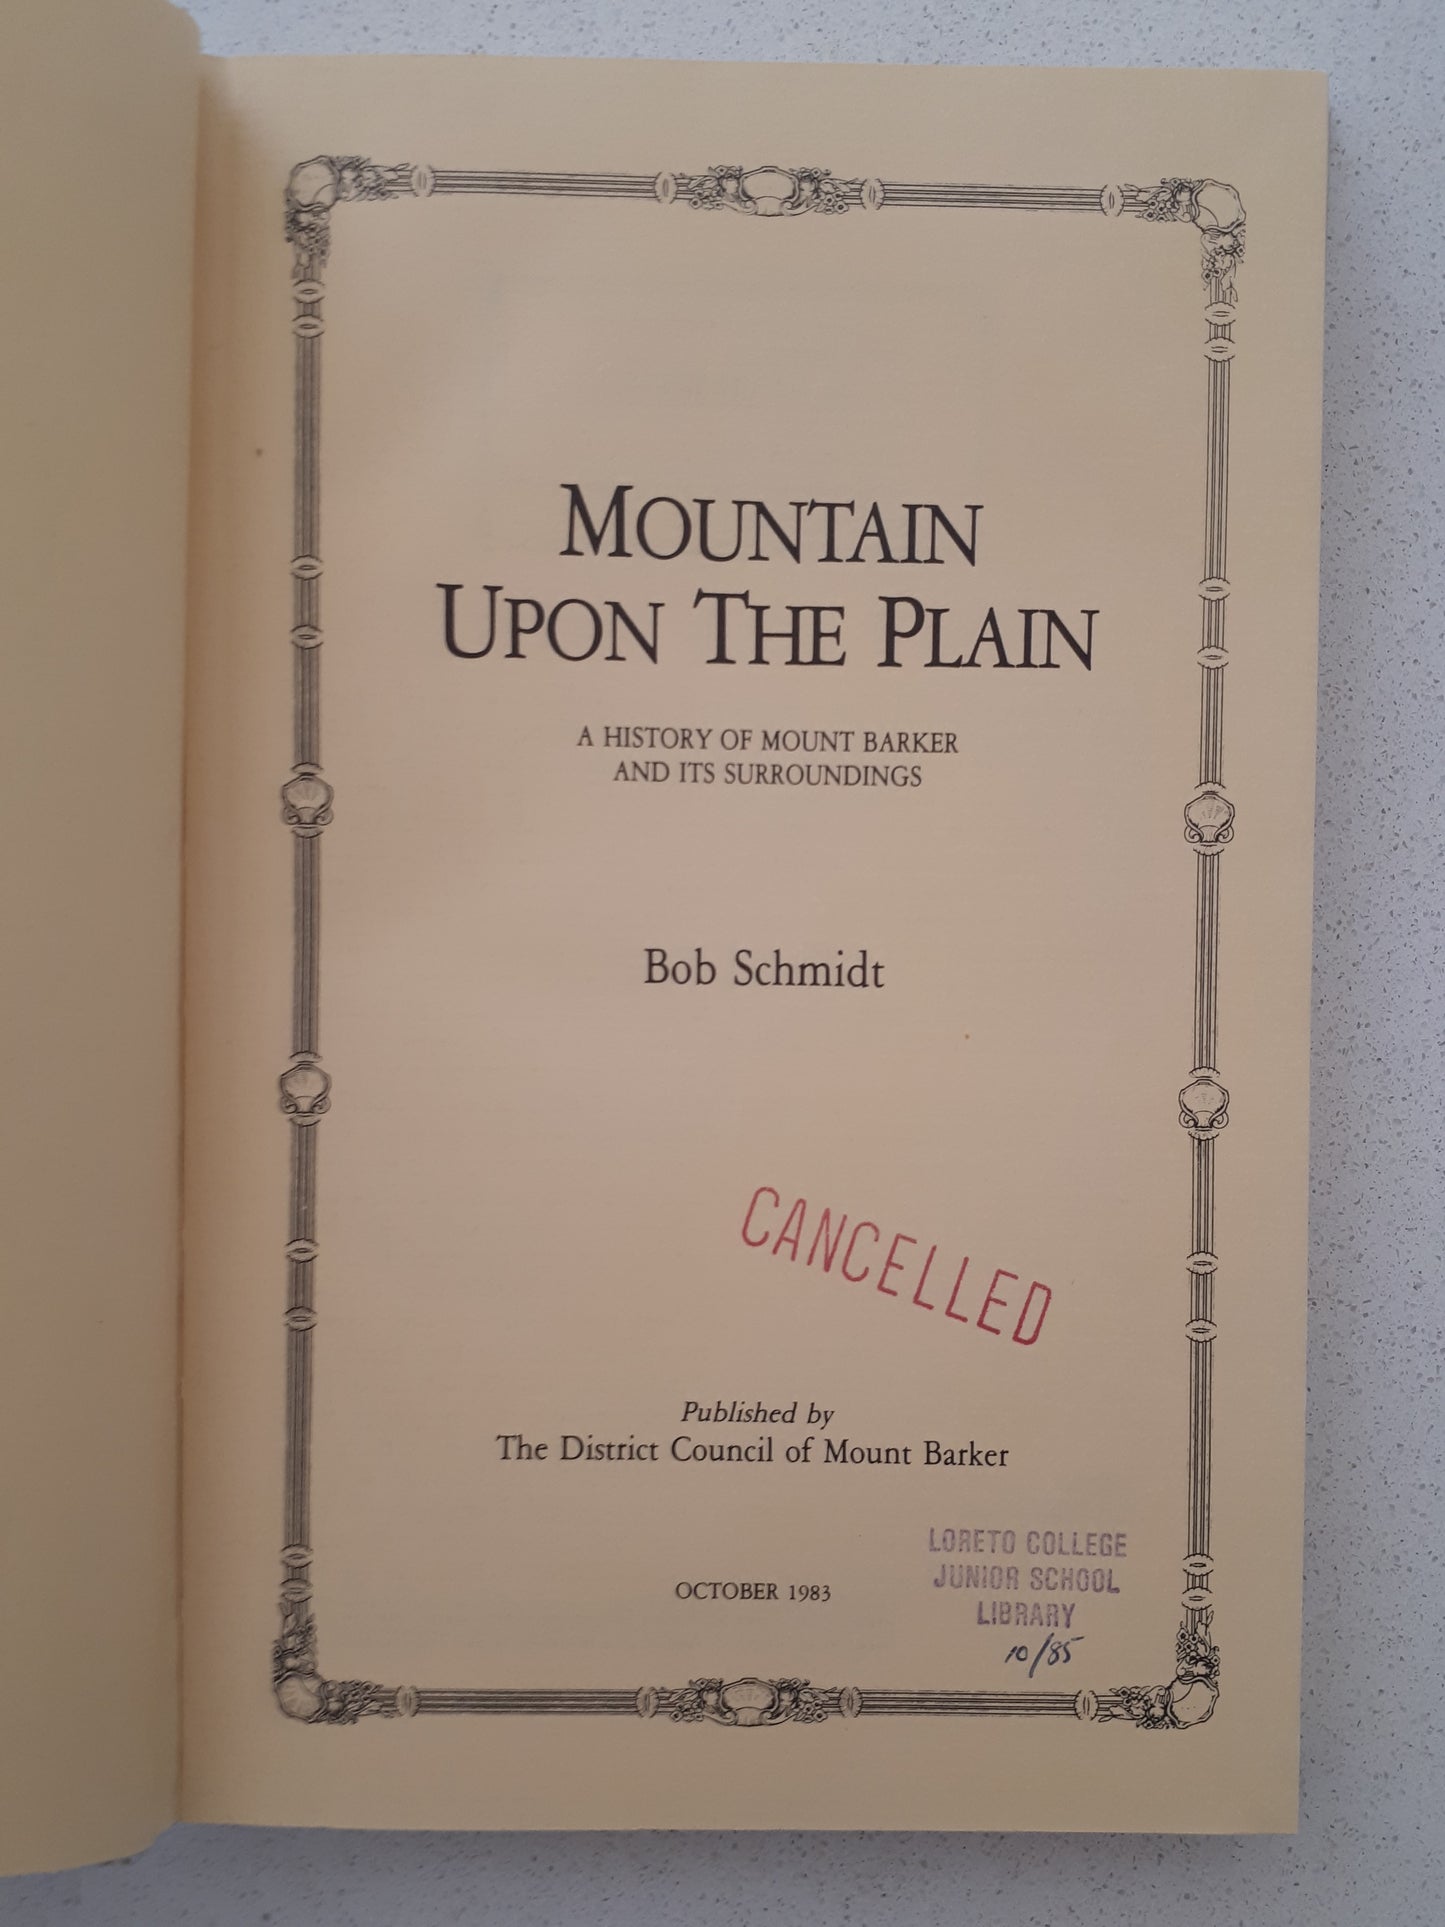 MOUNTAIN
UPON THE PLAIN
A HISTORY OF MOUNT BARKER
AND ITS SURROUNDINGS
Bob Schmidt
CANCELLED
Published by
The District Council of Mount Barker
OCTOBER 1983
LORETO COLLEGE
JUNIOR SCHOOL
LIBRARY
10/85